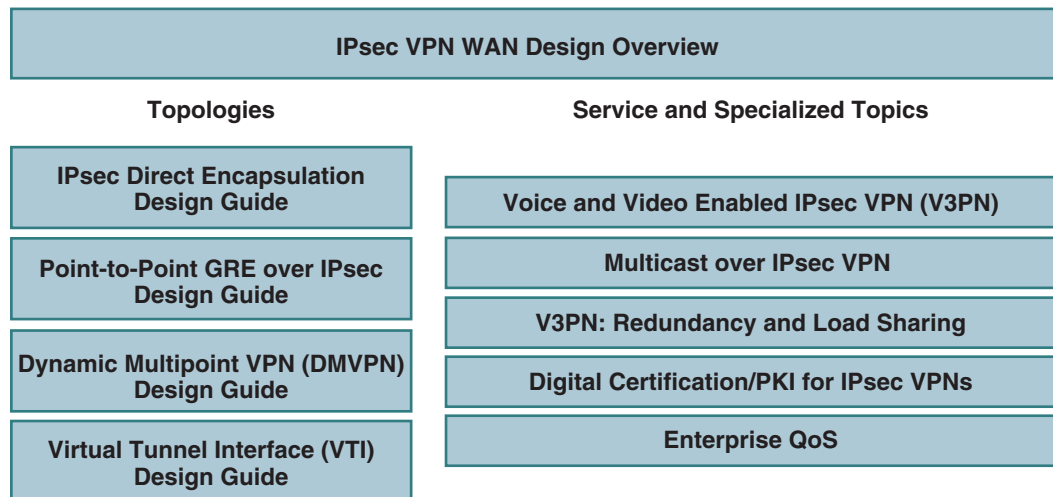 IPsec VPN WAN Design Overview
Topologies
IPsec Direct Encapsulation
Design Guide
Point-to-Point GRE over IPsec
Design Guide
Dynamic Multipoint VPN (DMVPN)
Design Guide
Virtual Tunnel Interface (VTI)
Design Guide
Service and Specialized Topics
Voice and Video Enabled IPsec VPN (V3PN)
Multicast over IPsec VPN
V3PN: Redundancy and Load Sharing
Digital Certification/PKI for IPsec VPNs
Enterprise QoS